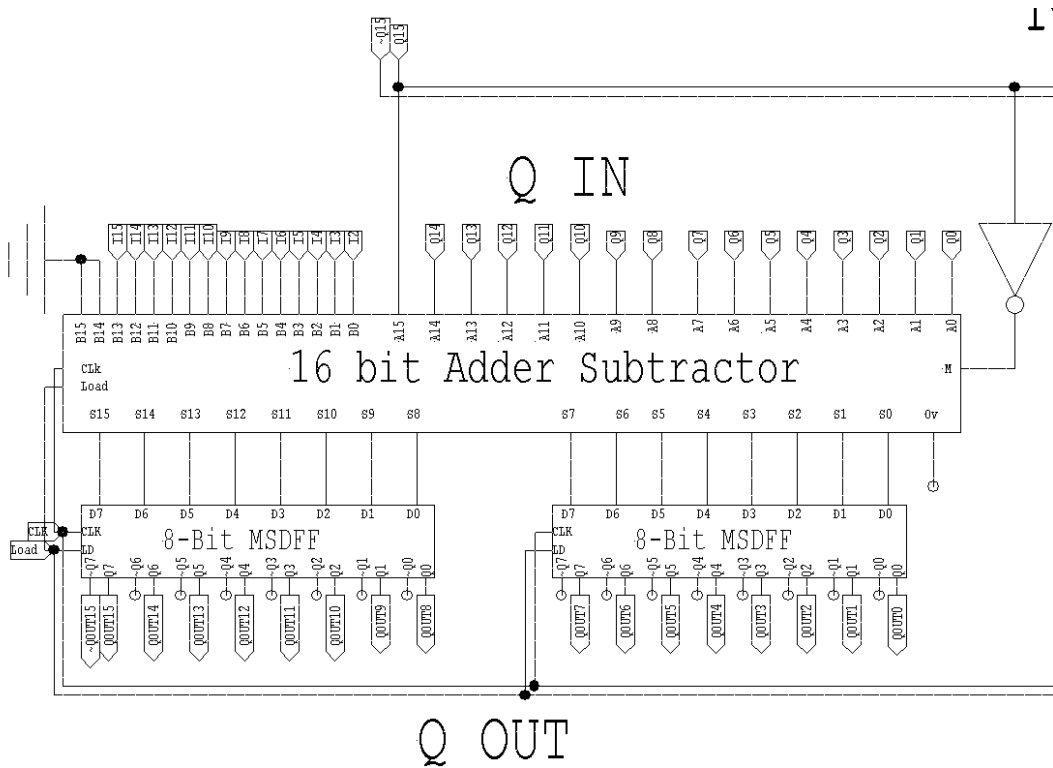 ~Q15 Q15
Q IN
I15 I14 I13 I12 I11 I10 I9 I8 I7 I6 I5 I4 I3 I2 Q14 Q13 Q12 Q11 Q10 Q9 Q8 Q7 Q6 Q5 Q4 Q3 Q2 Q1 Q0
B15 B14 B13 B12 B11 B10 B9 B8 B7 B6 B5 B4 B3 B2 B1 B0 A15 A14 A13 A12 A11 A10 A9 A8 A7 A6 A5 A4 A3 A2 A1 A0
16 bit Adder Subtractor
CLk
Load
M
S15 S14 S13 S12 S11 S10 S9 S8 S7 S6 S5 S4 S3 S2 S1 S0 Ov
D7 D6 D5 D4 D3 D2 D1 D0 D7 D6 D5 D4 D3 D2 D1 D0
CLK CLK 8-Bit MSDFF CLK 8-Bit MSDFF
Load LD LD
~Q7 Q7 ~Q6 Q6 ~Q5 Q5 ~Q4 Q4 ~Q3 Q3 ~Q2 Q2 ~Q1 Q1 ~Q0 Q0 ~Q7 Q7 ~Q6 Q6 ~Q5 Q5 ~Q4 Q4 ~Q3 Q3 ~Q2 Q2 ~Q1 Q1 ~Q0 Q0
~QOUT15 QOUT15 QOUT14 QOUT13 QOUT12 QOUT11 QOUT10 QOUT9 QOUT8 QOUT7 QOUT6 QOUT5 QOUT4 QOUT3 QOUT2 QOUT1 QOUT0
Q OUT